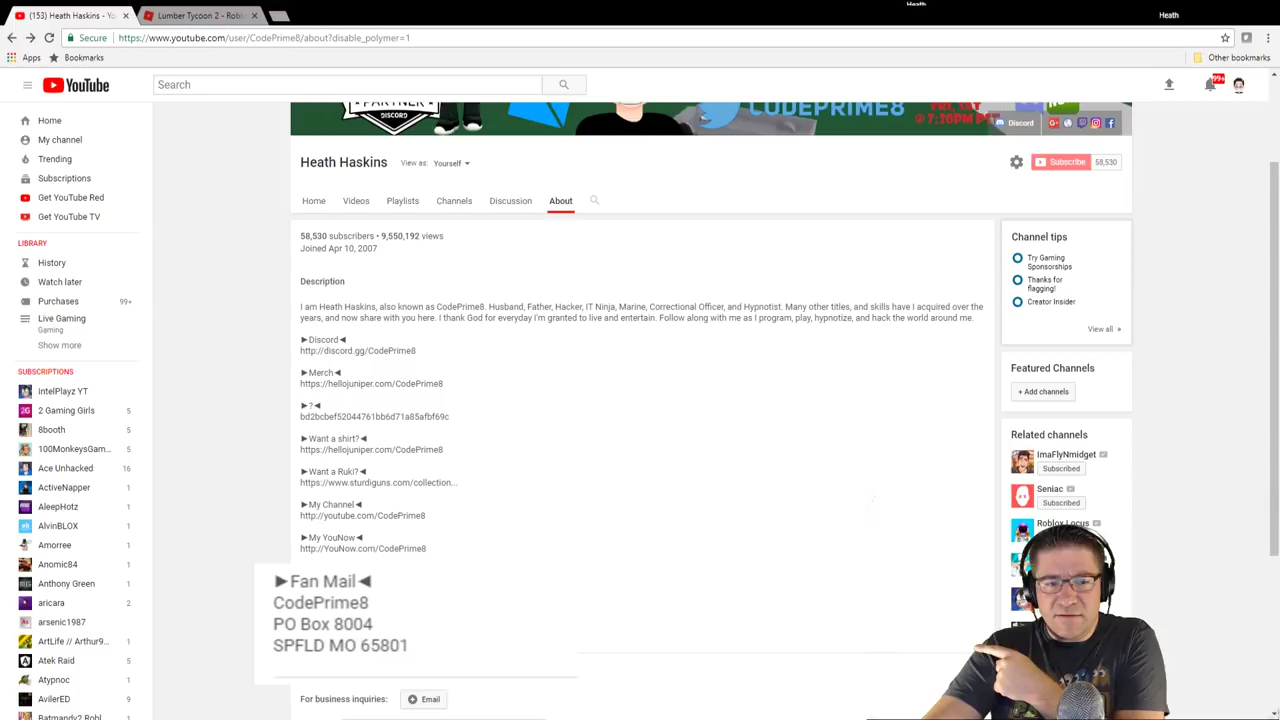 Heath
(153) Heath Haskins - Yo
Lumber Tycoon 2 - Robl
Heath
Secure
https://www.youtube.com/user/CodePrime8/about?disable_polymer=1
Apps
Bookmarks
Other bookmarks
YouTube
Search
99+
PARTNER
DISCORD
CODEPRIME8
@ 7:30PM
Discord
Home
My channel
Trending
Subscriptions
Get YouTube Red
Get YouTube TV
LIBRARY
History
Watch later
Purchases 99+
Live Gaming
Gaming
Show more
SUBSCRIPTIONS
IntelPlayz YT
2 Gaming Girls 5
8booth 5
100MonkeysGam... 5
Ace Unhacked 16
ActiveNapper 1
AleepHotz 1
AlvinBLOX 1
Amorree 1
Anomic84 1
Anthony Green 1
aricara 2
arsenic1987 1
ArtLife // Arthur9... 1
Atek Raid 5
Atypnoc 1
AvilerED 9
Batmandy2 Robl
Heath Haskins
View as: Yourself
Subscribe 58,530
Home Videos Playlists Channels Discussion About
58,530 subscribers • 9,550,192 views
Joined Apr 10, 2007
Description
I am Heath Haskins, also known as CodePrime8. Husband, Father, Hacker, IT Ninja, Marine, Correctional Officer, and Hypnotist. Many other titles, and skills have I acquired over the
years, and now share with you here. I thank God for everyday I'm granted to live and entertain. Follow along with me as I program, play, hypnotize, and hack the world around me.
►Discord◄
http://discord.gg/CodePrime8
►Merch◄
https://hellojuniper.com/CodePrime8
►?◄
bd2bcbef52044761bb6d71a85afbf69c
►Want a shirt?◄
https://hellojuniper.com/CodePrime8
►Want a Ruki?◄
https://www.sturdiguns.com/collection...
►My Channel◄
http://youtube.com/CodePrime8
►My YouNow◄
http://YouNow.com/CodePrime8
►Fan Mail◄
CodePrime8
PO Box 8004
SPFLD MO 65801
For business inquiries:
Email
Channel tips
Try Gaming
Sponsorships
Thanks for
flagging!
Creator Insider
View all »
Featured Channels
+ Add channels
Related channels
ImaFlyNmidget
Subscribed
Seniac
Subscribed
Roblox Locus